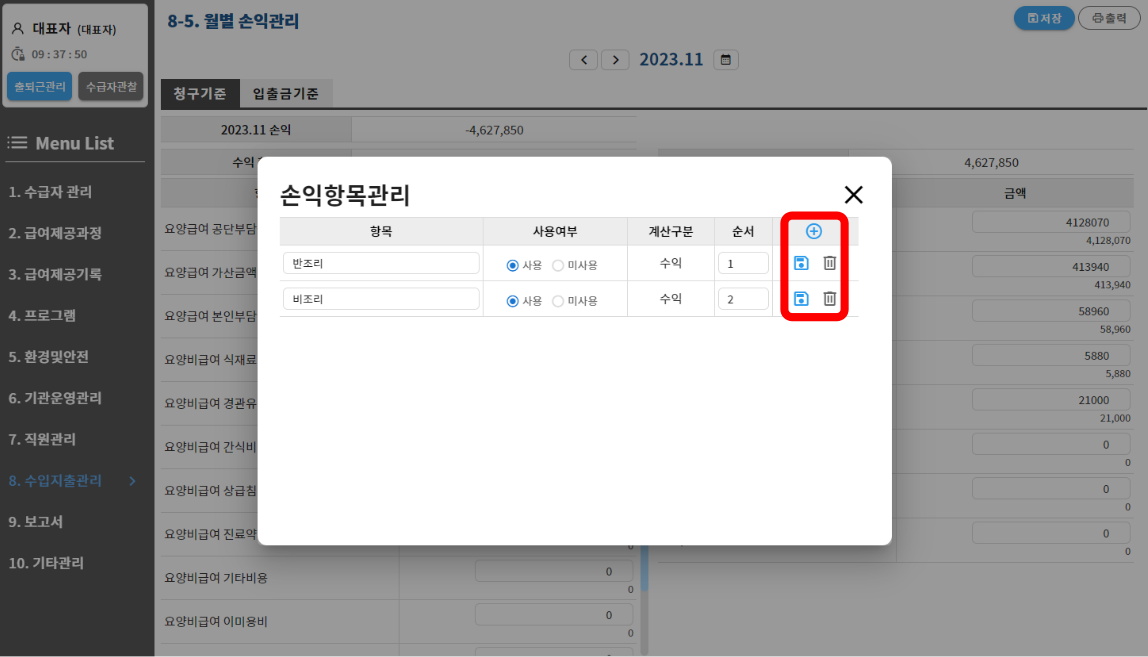 대표자 (대표자)
09 : 37 : 50
출퇴근관리 수급자관찰
Menu List
1. 수급자 관리
2. 급여제공과정
3. 급여제공기록
4. 프로그램
5. 환경및안전
6. 기관운영관리
7. 직원관리
8. 수입지출관리
9. 보고서
10. 기타관리
8-5. 월별 손익관리
저장 출력
2023.11
청구기준 입출금기준
2023.11 손익 -4,627,850
수익
4,627,850
금액
요양급여 공단부담
4128070
4,128,070
요양급여 가산금액
413940
413,940
요양급여 본인부담
58960
58,960
요양비급여 식재료
5880
5,880
요양비급여 경관유
21000
21,000
요양비급여 간식비
0
0
요양비급여 상급침
0
0
요양비급여 진료약
0
0
0
요양비급여 기타비용 0
0
요양비급여 이미용비 0
0
손익항목관리
항목 사용여부 계산구분 순서
반조리 사용 미사용 수익 1
비조리 사용 미사용 수익 2